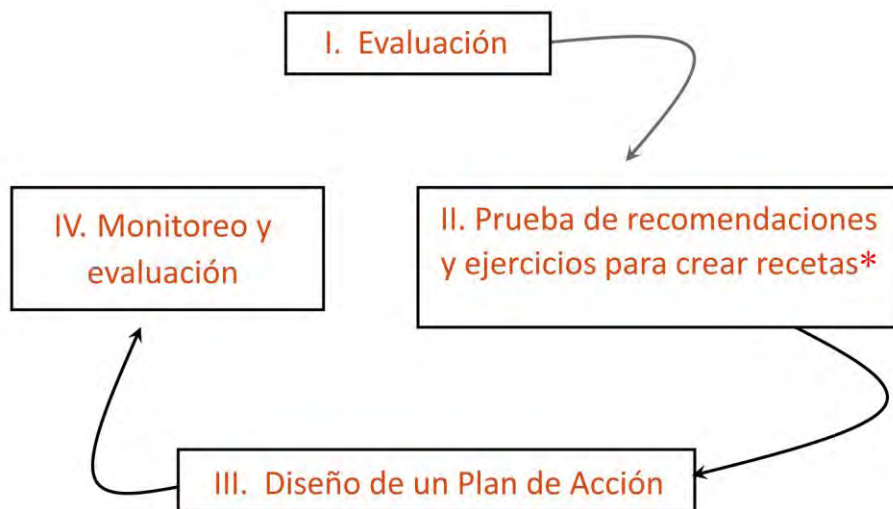 I. Evaluación
II. Prueba de recomendaciones
y ejercicios para crear recetas*
III. Diseño de un Plan de Acción
IV. Monitoreo y
evaluación